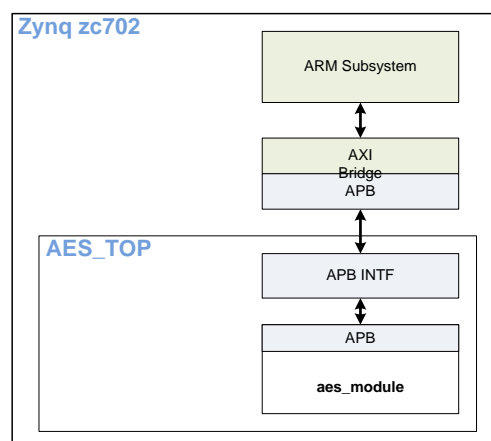 Zynq zc702
ARM Subsystem
AXI
Bridge
APB
AES_TOP
APB INTF
APB
aes_module